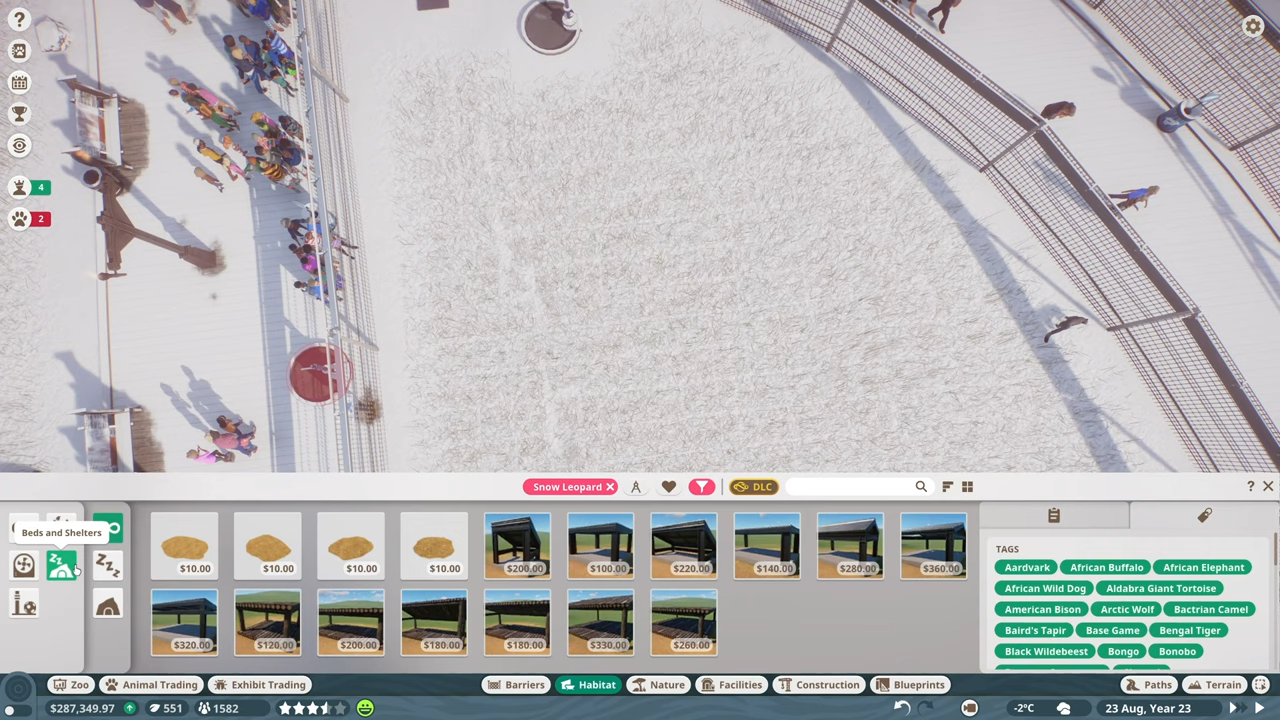 4
2
Snow Leopard
DLC
Beds and Shelters
$10.00 $10.00 $10.00 $10.00 $200.00 $100.00 $220.00 $140.00 $280.00 $360.00
$320.00 $120.00 $200.00 $180.00 $180.00 $330.00 $260.00
TAGS
Aardvark African Buffalo African Elephant
African Wild Dog Aldabra Giant Tortoise
American Bison Arctic Wolf Bactrian Camel
Baird's Tapir Base Game Bengal Tiger
Black Wildebeest Bongo Bonobo
Zoo Animal Trading Exhibit Trading Barriers Habitat Nature Facilities Construction Blueprints Paths Terrain
$287,349.97 551 1582 -2°C 23 Aug, Year 23